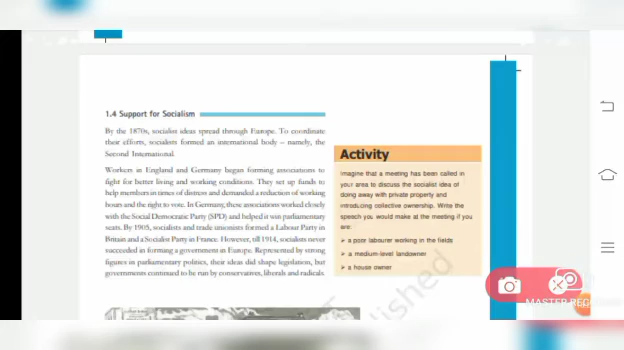 1.4 Support for Socialism
By the 1870s, socialist ideas spread through Europe. To coordinate
their efforts, socialists formed an international body – namely, the
Second International.
Workers in England and Germany began forming associations to
fight for better living and working conditions. They set up funds to
help members in times of distress and demanded a reduction of working
hours and the right to vote. In Germany, these associations worked closely
with the Social Democratic Party (SPD) and helped it win parliamentary
seats. By 1905, socialists and trade unionists formed a Labour Party in
Britain and a Socialist Party in France. However, till 1914, socialists never
succeeded in forming a government in Europe. Represented by strong
figures in parliamentary politics, their ideas did shape legislation, but
governments continued to be run by conservatives, liberals and radicals.
Activity
Imagine that a meeting has been called in
your area to discuss the socialist idea of
doing away with private property and
introducing collective ownership. Write the
speech you would make at the meeting if you
are:
➢ a poor labourer working in the fields
➢ a medium-level landowner
➢ a house owner
MASTER